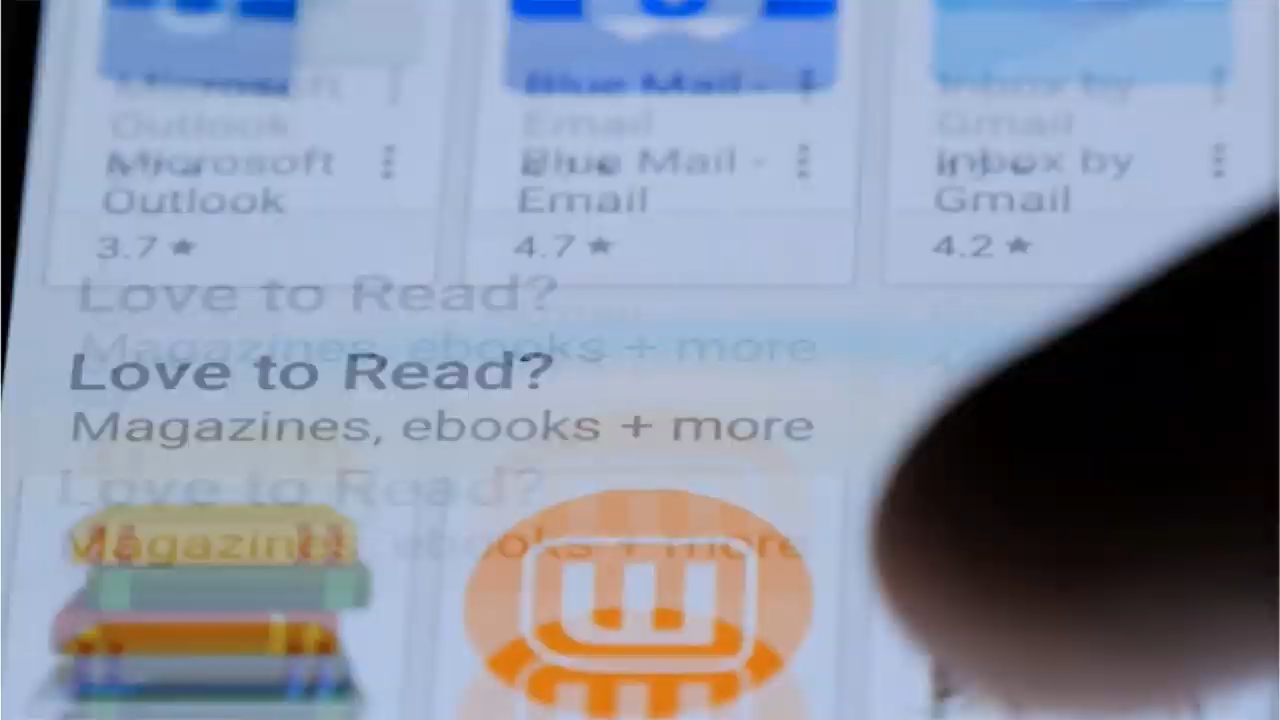 Microsoft Outlook
3.7 ★
Blue Mail - Email
4.7 ★
Inbox by Gmail
4.2 ★
Love to Read?
Magazines, ebooks + more